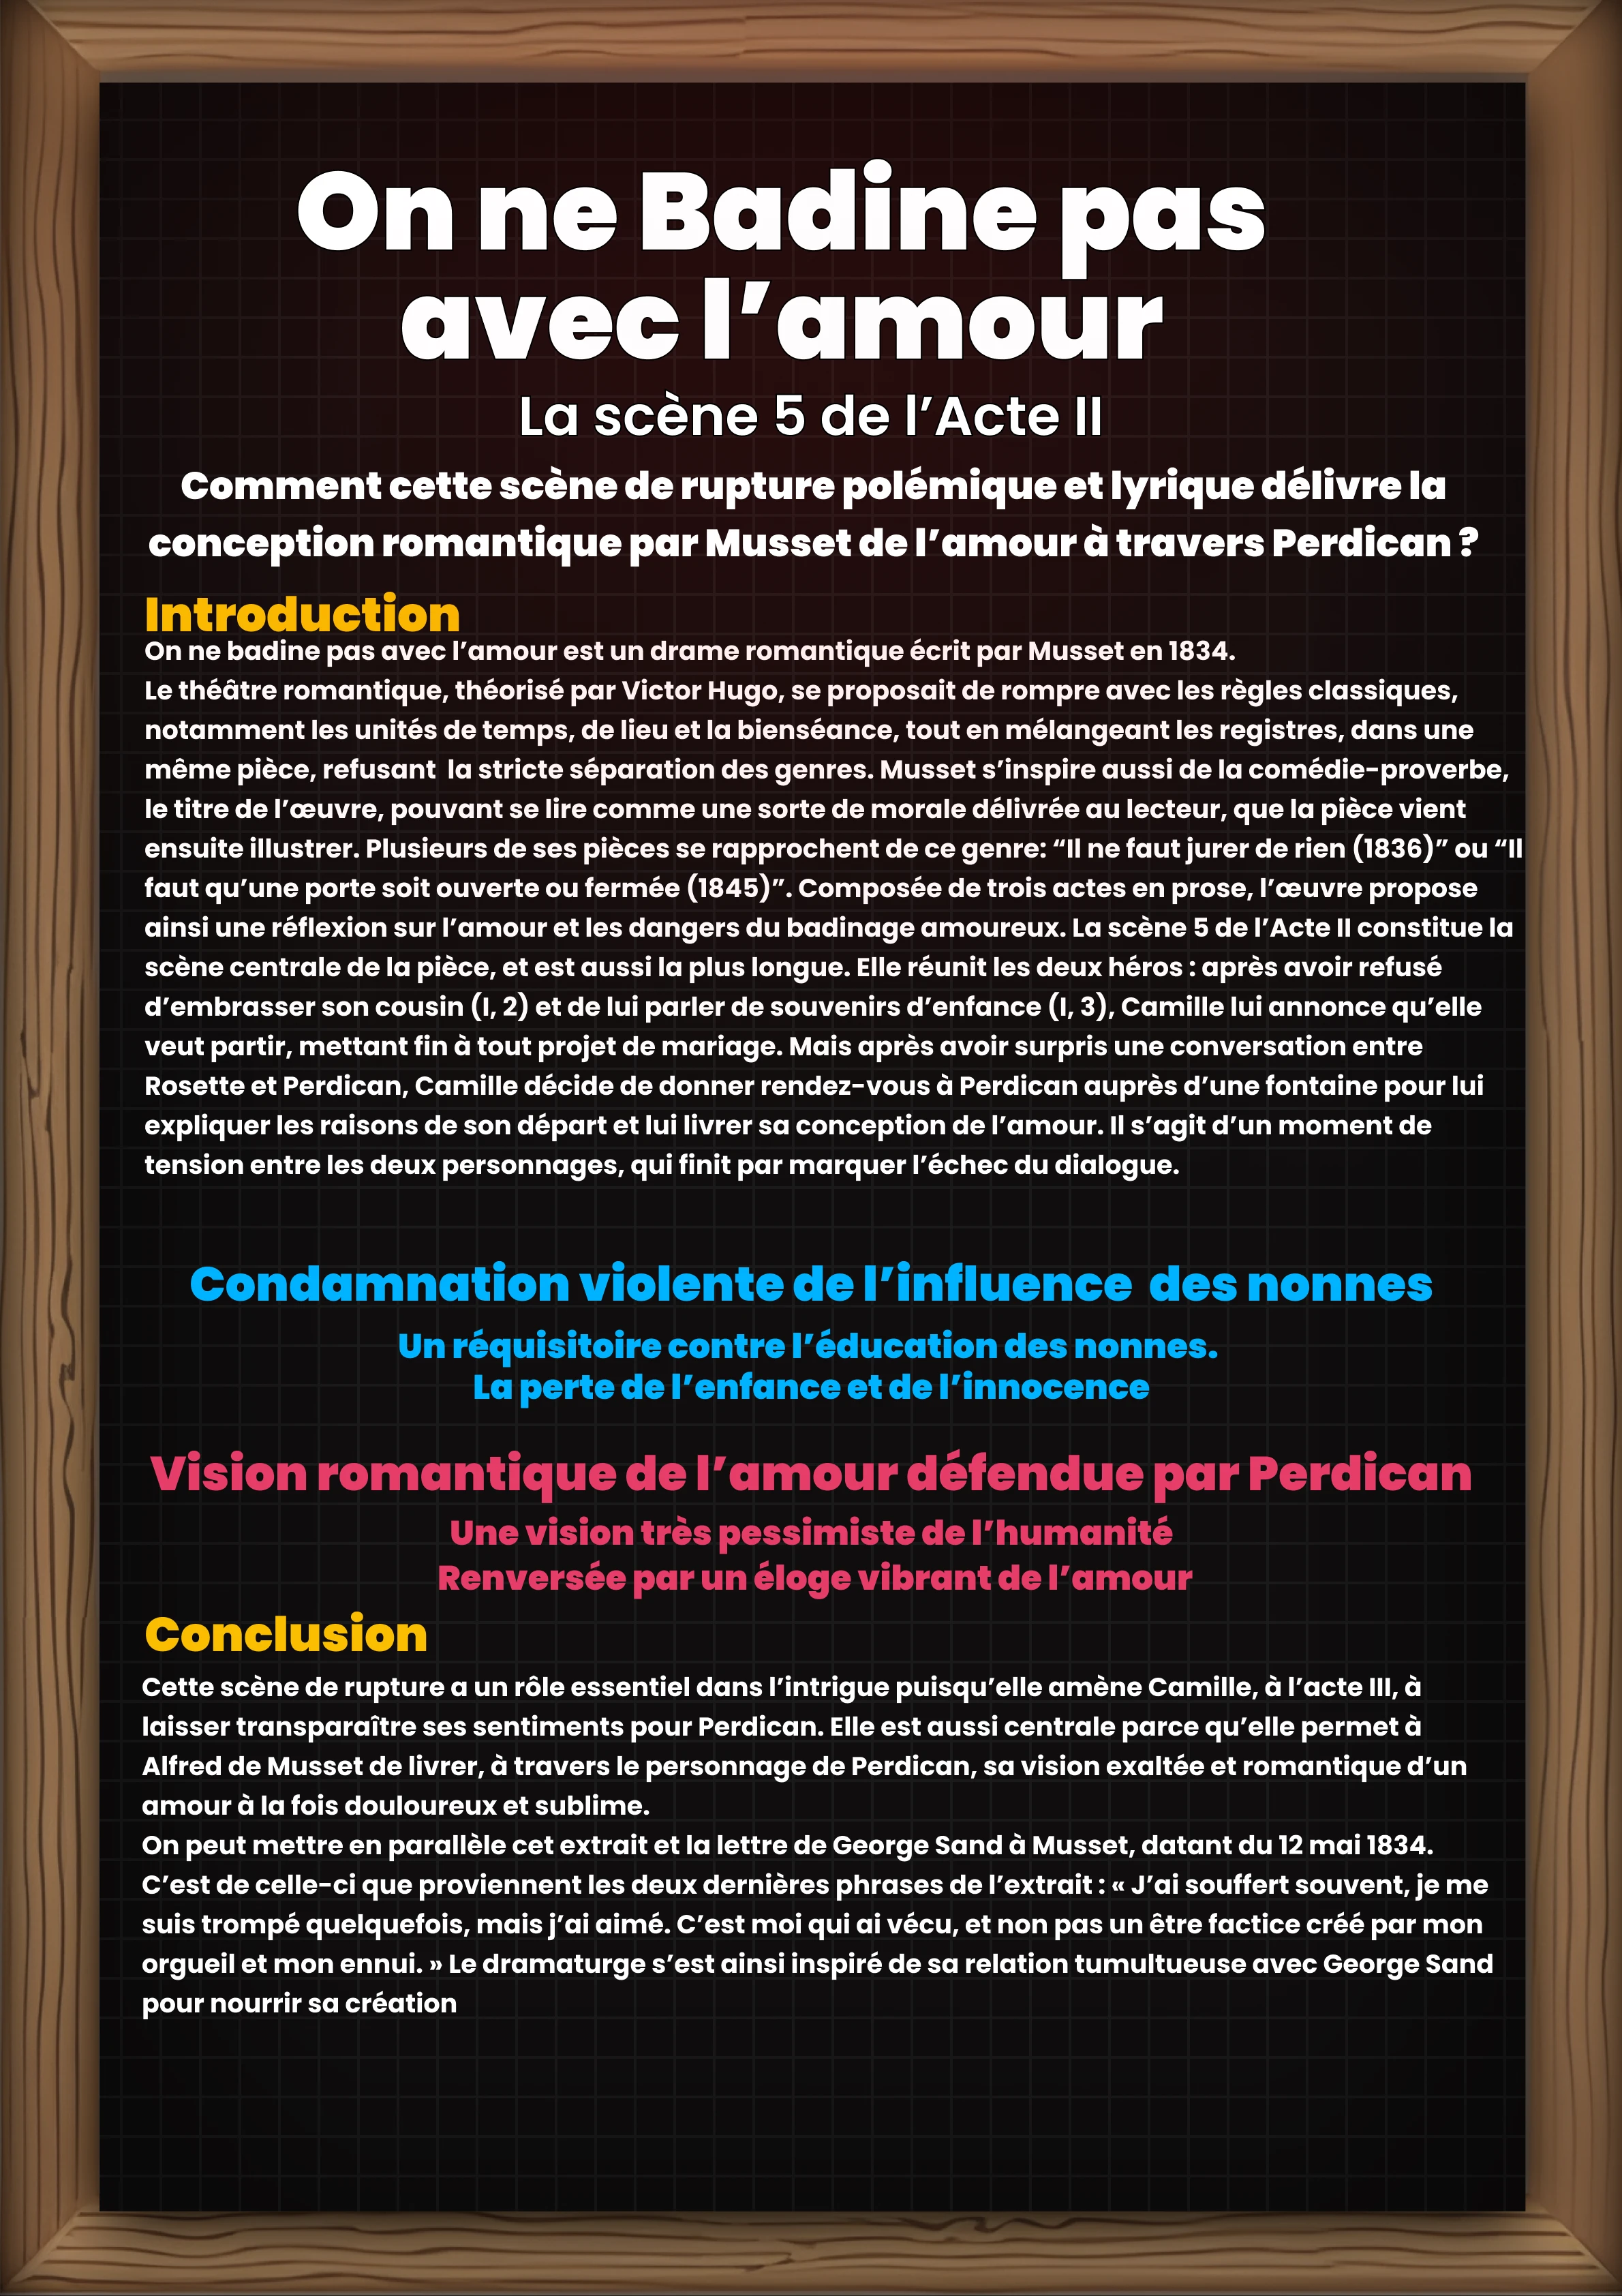 On ne Badine pas
avec l’amour
La scène 5 de l’Acte II
Comment cette scène de rupture polémique et lyrique délivre la
conception romantique par Musset de l’amour à travers Perdican ?
Introduction
On ne badine pas avec l’amour est un drame romantique écrit par Musset en 1834.
Le théâtre romantique, théorisé par Victor Hugo, se proposait de rompre avec les règles classiques,
notamment les unités de temps, de lieu et la bienséance, tout en mélangeant les registres, dans une
même pièce, refusant  la stricte séparation des genres. Musset s’inspire aussi de la comédie-proverbe,
le titre de l’œuvre, pouvant se lire comme une sorte de morale délivrée au lecteur, que la pièce vient
ensuite illustrer. Plusieurs de ses pièces se rapprochent de ce genre: “Il ne faut jurer de rien (1836)” ou “Il
faut qu’une porte soit ouverte ou fermée (1845)”. Composée de trois actes en prose, l’œuvre propose
ainsi une réflexion sur l’amour et les dangers du badinage amoureux. La scène 5 de l’Acte II constitue la
scène centrale de la pièce, et est aussi la plus longue. Elle réunit les deux héros : après avoir refusé
d’embrasser son cousin (I, 2) et de lui parler de souvenirs d’enfance (I, 3), Camille lui annonce qu’elle
veut partir, mettant fin à tout projet de mariage. Mais après avoir surpris une conversation entre
Rosette et Perdican, Camille décide de donner rendez-vous à Perdican auprès d’une fontaine pour lui
expliquer les raisons de son départ et lui livrer sa conception de l’amour. Il s’agit d’un moment de
tension entre les deux personnages, qui finit par marquer l’échec du dialogue.
Condamnation violente de l’influence  des nonnes
Un réquisitoire contre l’éducation des nonnes.
La perte de l’enfance et de l’innocence
Vision romantique de l’amour défendue par Perdican
Une vision très pessimiste de l’humanité
Renversée par un éloge vibrant de l’amour
Conclusion
Cette scène de rupture a un rôle essentiel dans l’intrigue puisqu’elle amène Camille, à l’acte III, à
laisser transparaître ses sentiments pour Perdican. Elle est aussi centrale parce qu’elle permet à
Alfred de Musset de livrer, à travers le personnage de Perdican, sa vision exaltée et romantique d’un
amour à la fois douloureux et sublime.
On peut mettre en parallèle cet extrait et la lettre de George Sand à Musset, datant du 12 mai 1834.
C’est de celle-ci que proviennent les deux dernières phrases de l’extrait : « J’ai souffert souvent, je me
suis trompé quelquefois, mais j’ai aimé. C’est moi qui ai vécu, et non pas un être factice créé par mon
orgueil et mon ennui. » Le dramaturge s’est ainsi inspiré de sa relation tumultueuse avec George Sand
pour nourrir sa création